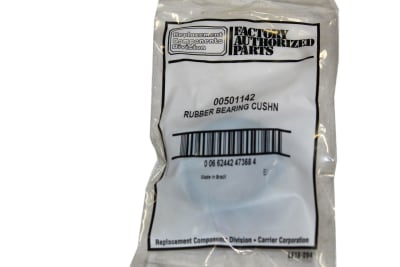 Replacement
Components
Division
FACTORY
AUTHORIZED
PARTS
00501142
RUBBER BEARING CUSHN
0 06 62442 47368 4
Made in Brazil
Replacement Components Division • Carrier Corporation